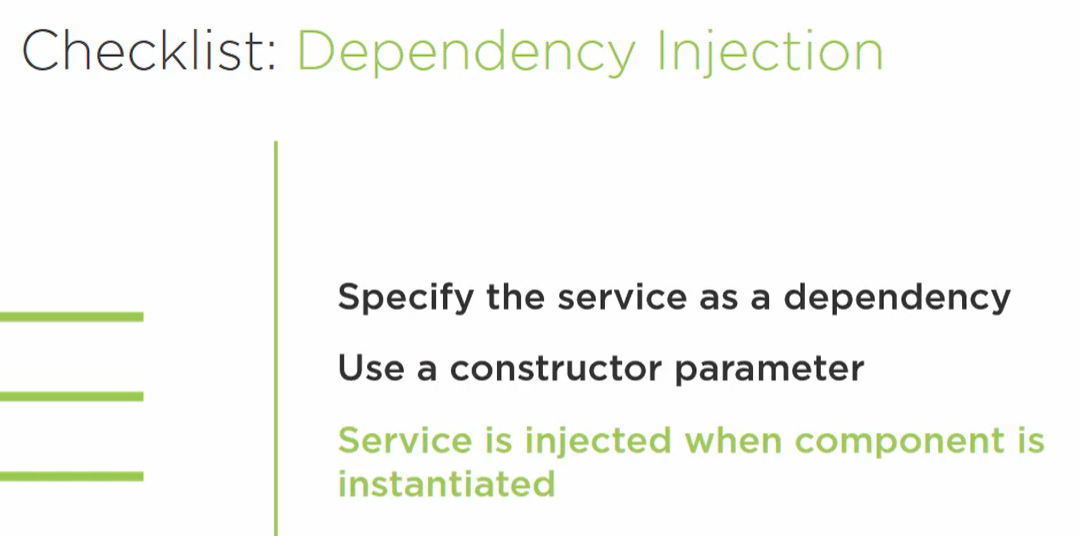 Checklist: Dependency Injection
Specify the service as a dependency
Use a constructor parameter
Service is injected when component is
instantiated